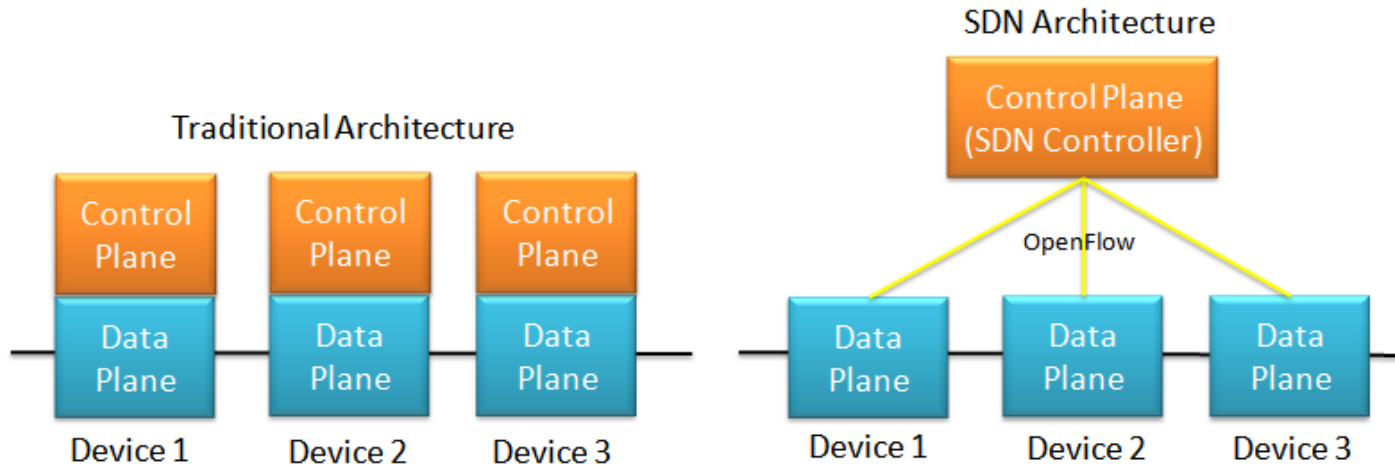 Traditional Architecture
Control
Plane
Control
Plane
Control
Plane
Data
Plane
Data
Plane
Data
Plane
Device 1
Device 2
Device 3
SDN Architecture
Control Plane
(SDN Controller)
OpenFlow
Data
Plane
Data
Plane
Data
Plane
Device 1
Device 2
Device 3